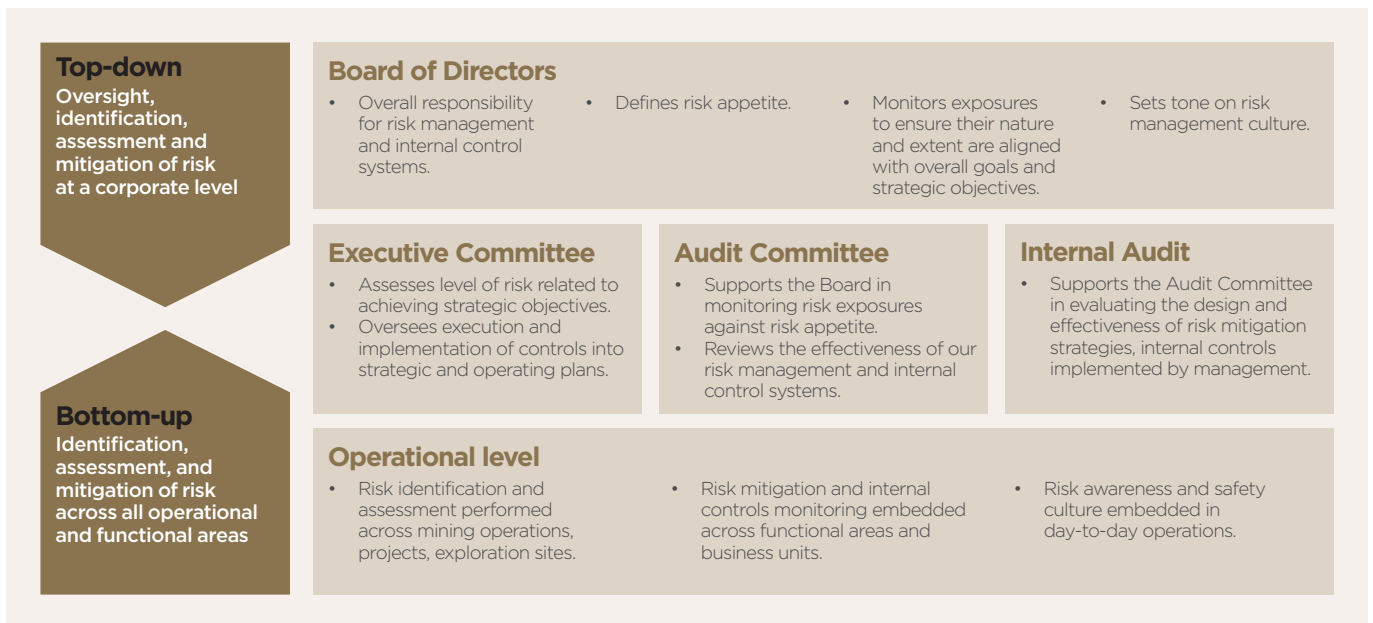 Top-down
Oversight,
identification,
assessment and
mitigation of risk
at a corporate level
Board of Directors
• Overall responsibility
for risk management
and internal control
systems.
• Defines risk appetite.
• Monitors exposures
to ensure their nature
and extent are aligned
with overall goals and
strategic objectives.
• Sets tone on risk
management culture.
Executive Committee
• Assesses level of risk related to
achieving strategic objectives.
• Oversees execution and
implementation of controls into
strategic and operating plans.
Audit Committee
• Supports the Board in
monitoring risk exposures
against risk appetite.
• Reviews the effectiveness of our
risk management and internal
control systems.
Internal Audit
• Supports the Audit Committee
in evaluating the design and
effectiveness of risk mitigation
strategies, internal controls
implemented by management.
Bottom-up
Identification,
assessment, and
mitigation of risk
across all operational
and functional areas
Operational level
• Risk identification and
assessment performed
across mining operations,
projects, exploration sites.
• Risk mitigation and internal
controls monitoring embedded
across functional areas and
business units.
• Risk awareness and safety
culture embedded in
day-to-day operations.